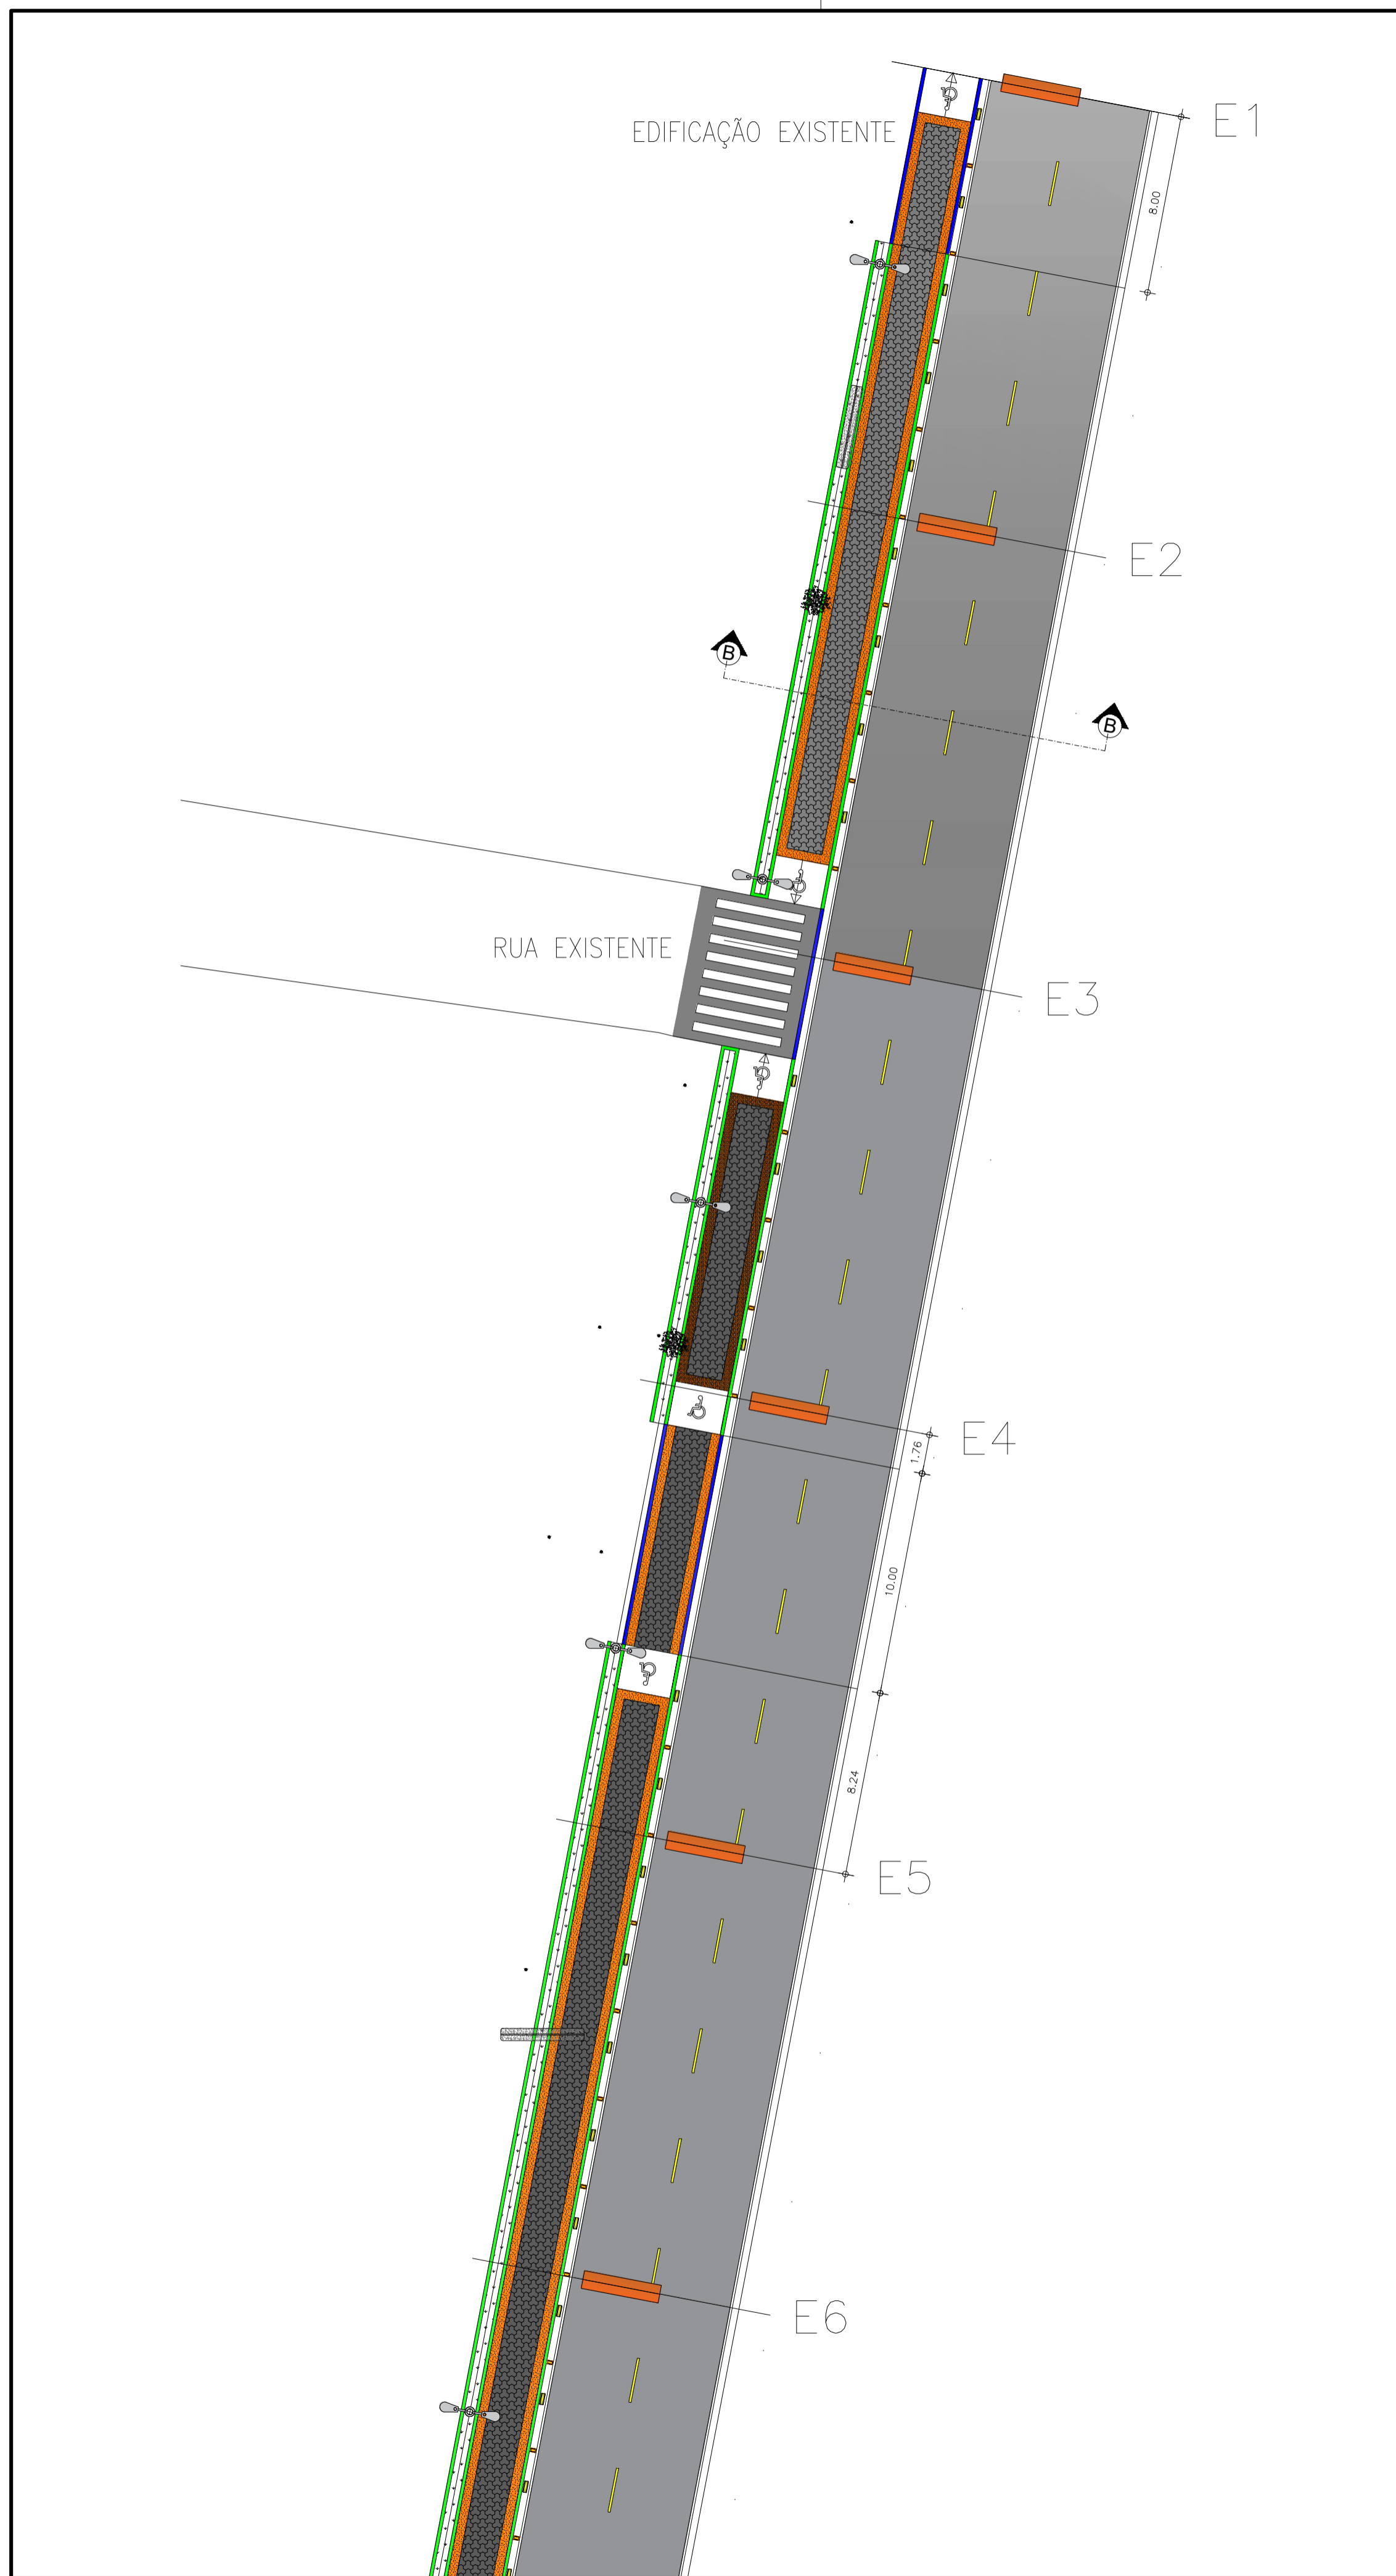 E1
EDIFICAÇÃO EXISTENTE
8.00
E2
B
B
RUA EXISTENTE
E3
E4
1.76
10.00
8.24
E5
E6